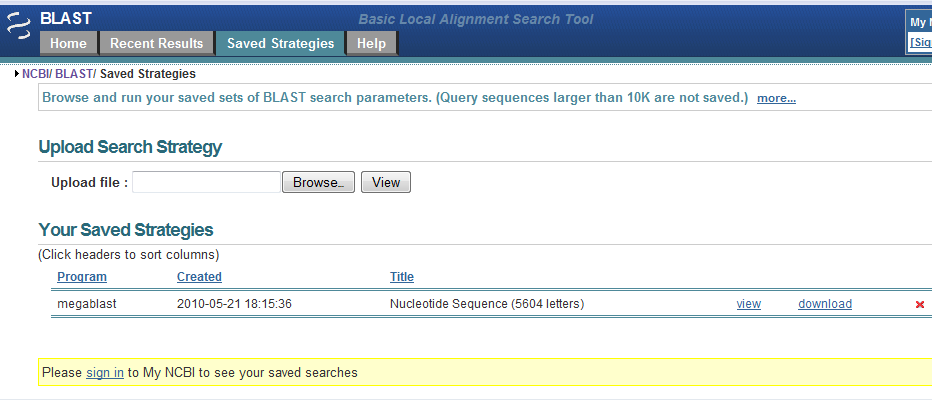 BLAST
Basic Local Alignment Search Tool
My
Home Recent Results Saved Strategies Help
[Sig
NCBI/ BLAST/ Saved Strategies
Browse and run your saved sets of BLAST search parameters. (Query sequences larger than 10K are not saved.) more...
Upload Search Strategy
Upload file : Browse... View
Your Saved Strategies
(Click headers to sort columns)
Program Created Title
megablast 2010-05-21 18:15:36 Nucleotide Sequence (5604 letters) view download
Please sign in to My NCBI to see your saved searches